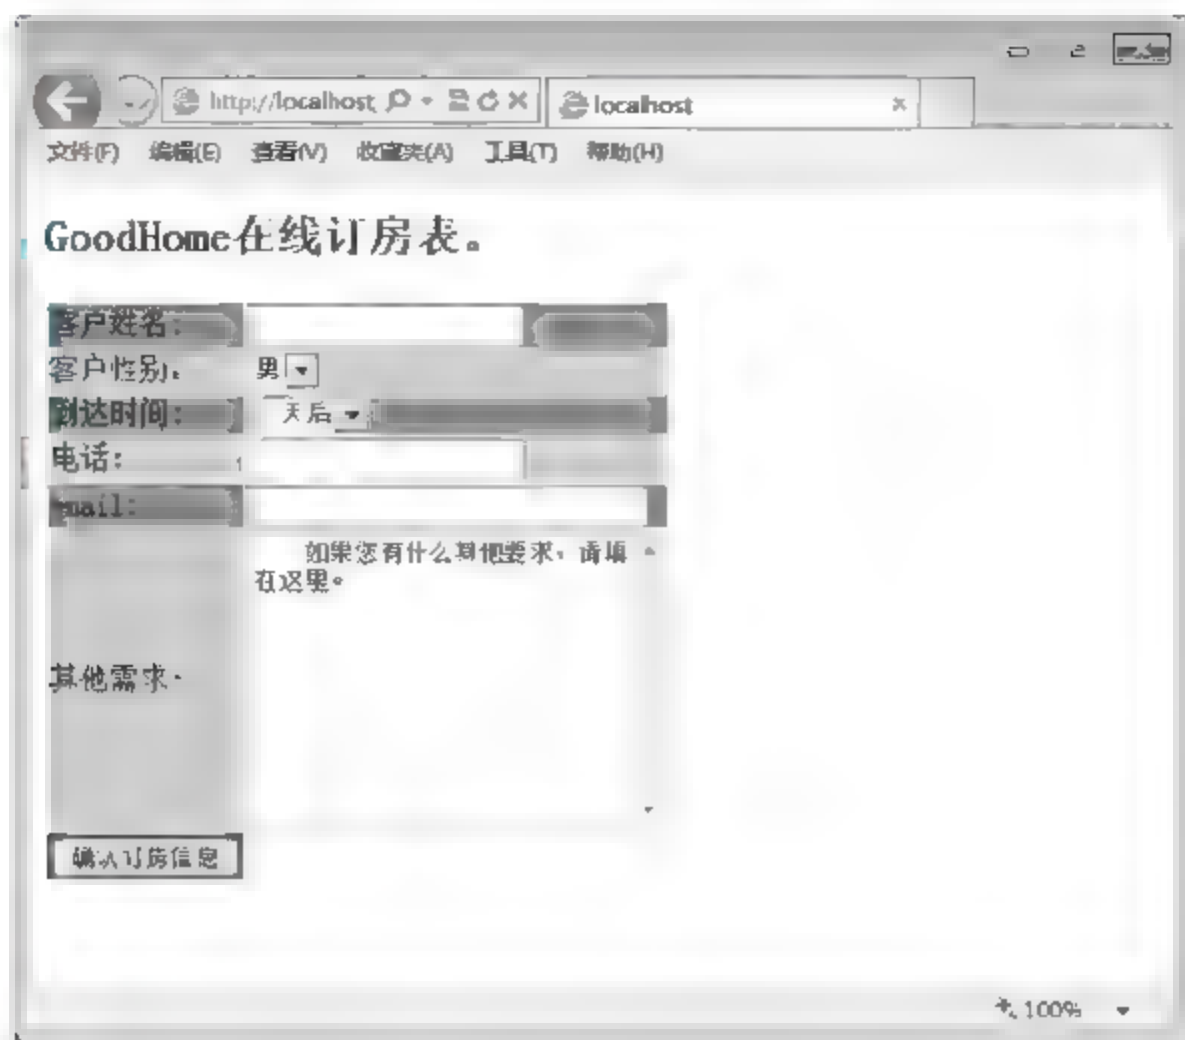 http://localhost
localhost
文件(F) 编辑(E) 查看(V) 收藏夹(A) 工具(T) 帮助(H)
GoodHome在线订房表。
客户姓名:
客户性别:
男
到达时间:
天后
电话:
email:
如果您有什么其他要求，请填
在这里。
其他需求:
确认订房信息
100%